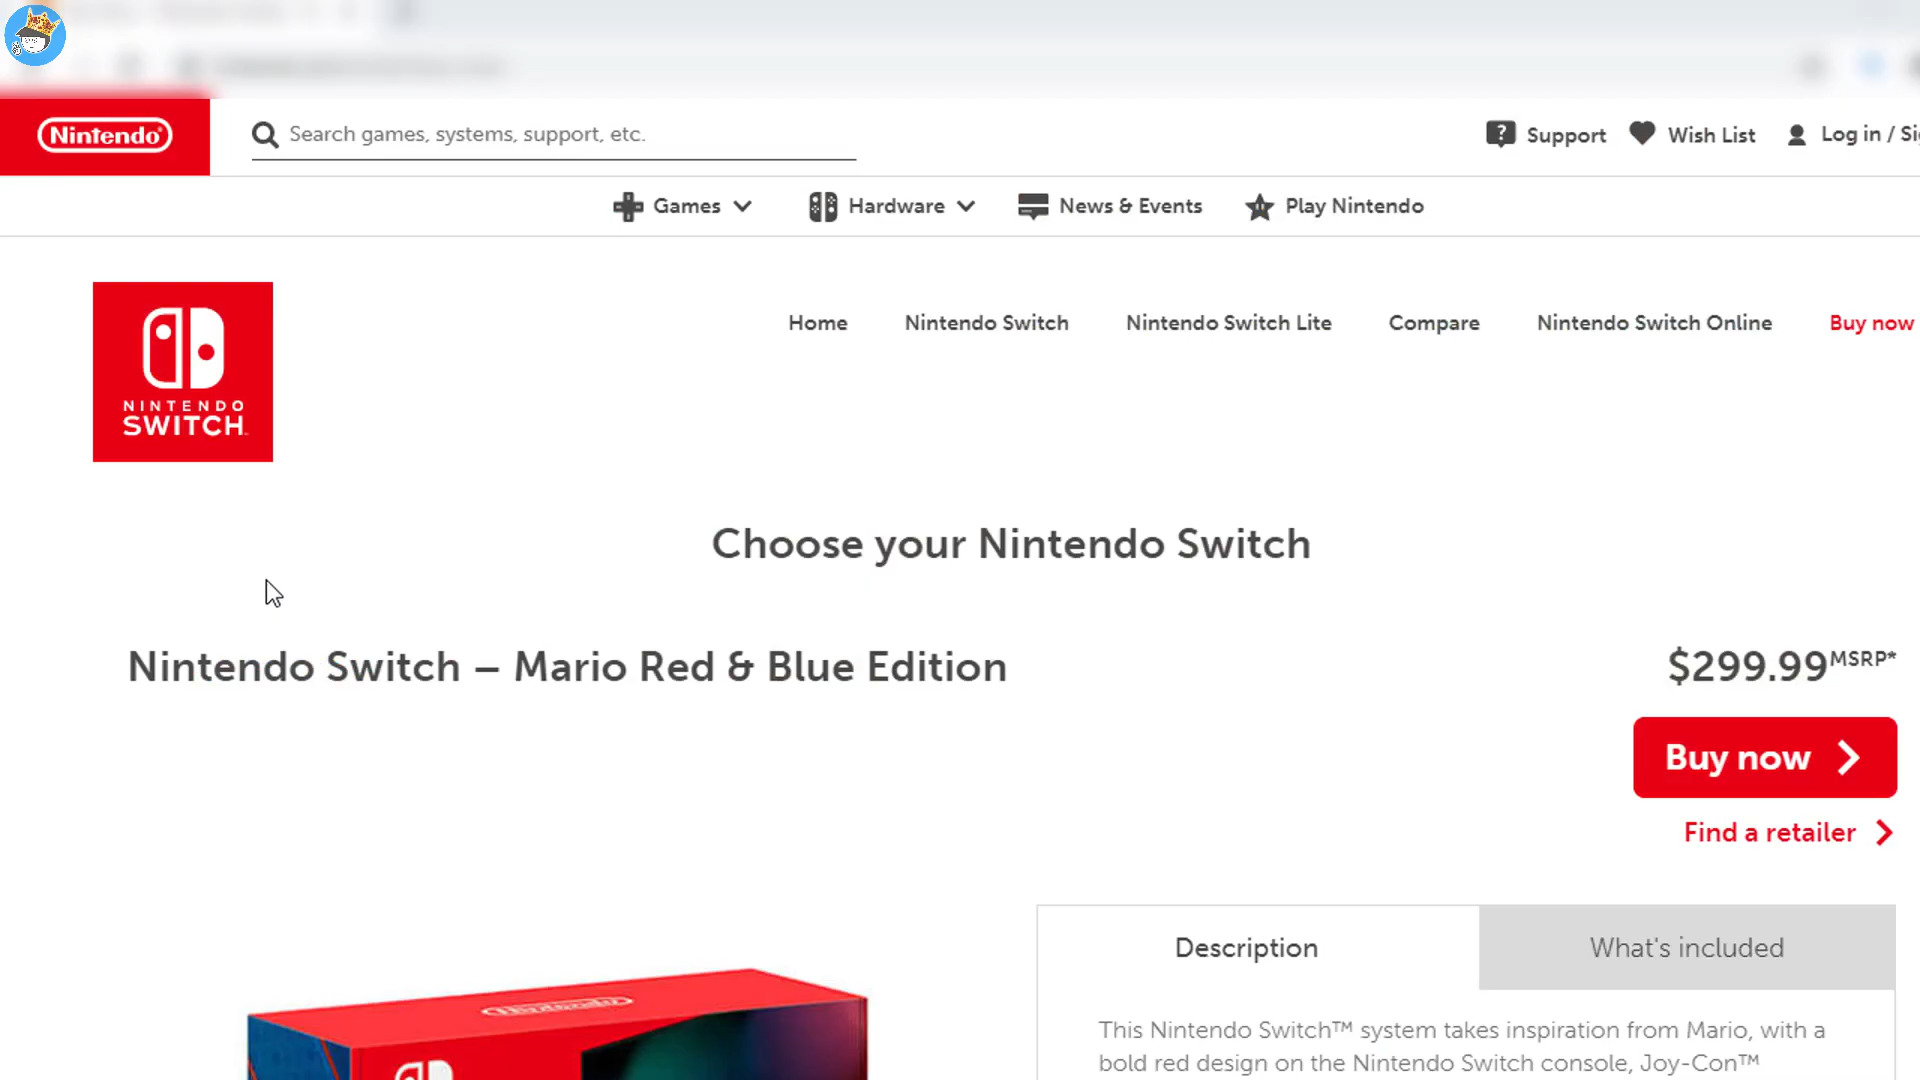 Nintendo
Search games, systems, support, etc.
Support
Wish List
Log in /
Games
Hardware
News & Events
Play Nintendo
NINTENDO
SWITCH
Home
Nintendo Switch
Nintendo Switch Lite
Compare
Nintendo Switch Online
Buy now
Choose your Nintendo Switch
Nintendo Switch – Mario Red & Blue Edition
$299.99MSRP*
Buy now
Find a retailer
Description
What's included
This Nintendo Switch™ system takes inspiration from Mario, with a
bold red design on the Nintendo Switch console, Joy-Con™
Nintendo